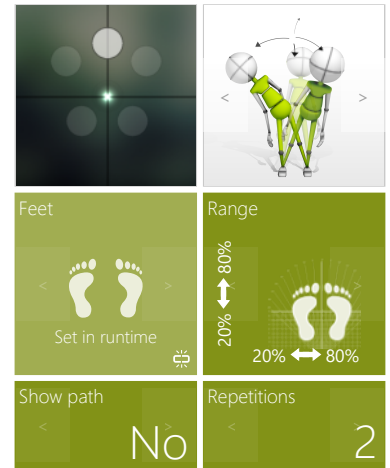 Feet
Set in runtime
Range
20% 80%
20% 80%
Show path
No
Repetitions
2